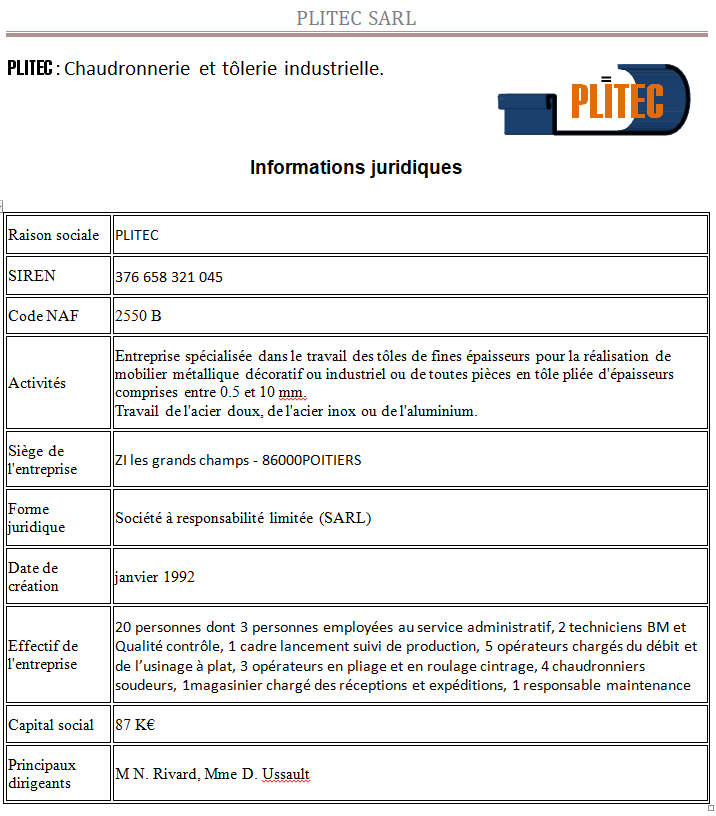 PLITEC SARL
PLITEC : Chaudronnerie et tôlerie industrielle.
PLITEC
Informations juridiques
Raison sociale
PLITEC
SIREN
376 658 321 045
Code NAF
2550 B
Activités
Entreprise spécialisée dans le travail des tôles de fines épaisseurs pour la réalisation de
mobilier métallique décoratif ou industriel ou de toutes pièces en tôle pliée d'épaisseurs
comprises entre 0.5 et 10 mm.
Travail de l'acier doux, de l'acier inox ou de l'aluminium.
Siège de
l'entreprise
ZI les grands champs - 86000POITIERS
Forme
juridique
Société à responsabilité limitée (SARL)
Date de
création
janvier 1992
Effectif de
l'entreprise
20 personnes dont 3 personnes employées au service administratif, 2 techniciens BM et
Qualité contrôle, 1 cadre lancement suivi de production, 5 opérateurs chargés du débit et
de l’usinage à plat, 3 opérateurs en pliage et en roulage cintrage, 4 chaudronniers
soudeurs, 1magasinier chargé des réceptions et expéditions, 1 responsable maintenance
Capital social
87 K€
Principaux
dirigeants
M N. Rivard, Mme D. Ussault